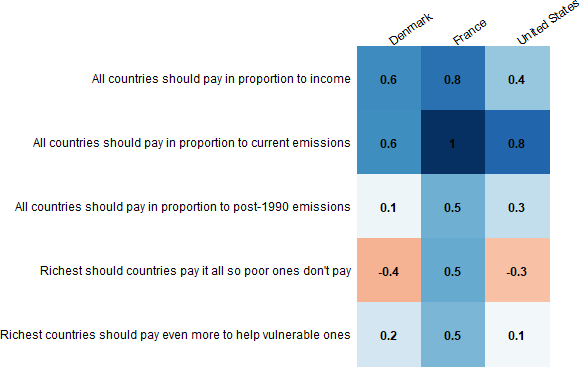 Denmark France United States
All countries should pay in proportion to income 0.6 0.8 0.4
All countries should pay in proportion to current emissions 0.6 1 0.8
All countries should pay in proportion to post-1990 emissions 0.1 0.5 0.3
Richest should countries pay it all so poor ones don't pay -0.4 0.5 -0.3
Richest countries should pay even more to help vulnerable ones 0.2 0.5 0.1